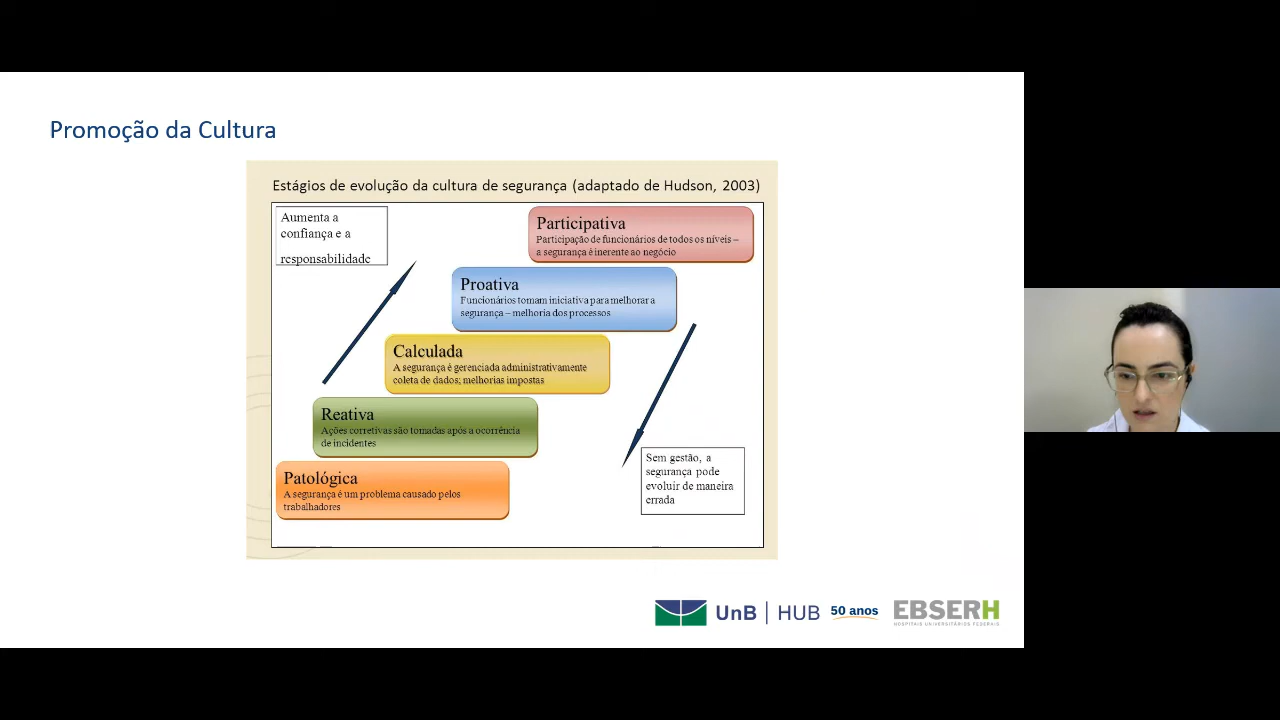 Promoção da Cultura
Estágios de evolução da cultura de segurança (adaptado de Hudson, 2003)
Aumenta a
confiança e a
responsabilidade
Participativa
Participação de funcionários de todos os níveis –
a segurança é inerente ao negócio
Proativa
Funcionários tomam iniciativa para melhorar a
segurança – melhoria dos processos
Calculada
A segurança é gerenciada administrativamente
coleta de dados; melhorias impostas
Reativa
Ações corretivas são tomadas após a ocorrência
de incidentes
Patológica
A segurança é um problema causado pelos
trabalhadores
Sem gestão, a
segurança pode
evoluir de maneira
errada
UnB | HUB 50 anos EBSERH
HOSPITAIS UNIVERSITÁRIOS FEDERAIS